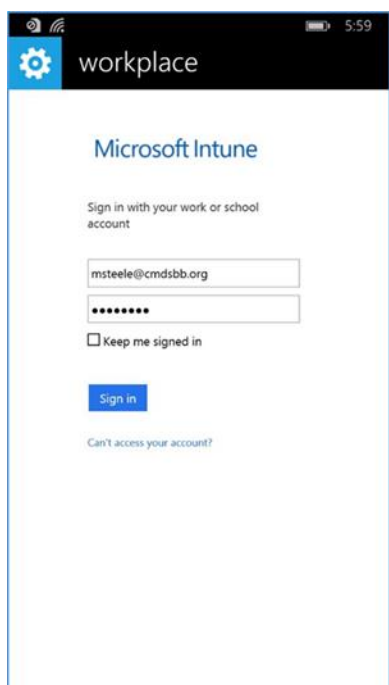 5:59
workplace
Microsoft Intune
Sign in with your work or school
account
msteele@cmdsbb.org
••••••••
Keep me signed in
Sign in
Can't access your account?